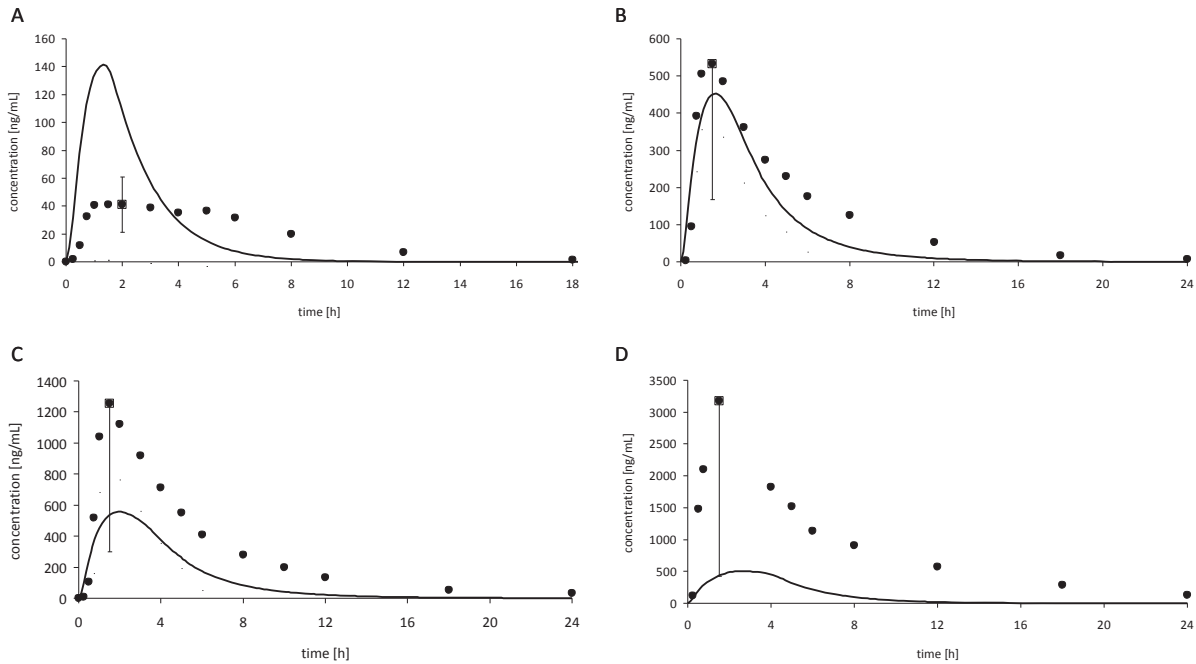 A
concentration [ng/mL]
160
140
120
100
80
60
40
20
0
0 2 4 6 8 10 12 14 16 18
time [h]
B
concentration [ng/mL]
600
500
400
300
200
100
0
0 4 8 12 16 20 24
time [h]
C
concentration [ng/mL]
1400
1200
1000
800
600
400
200
0
0 4 8 12 16 20 24
time [h]
D
concentration [ng/mL]
3500
3000
2500
2000
1500
1000
500
0
0 4 8 12 16 20 24
time [h]